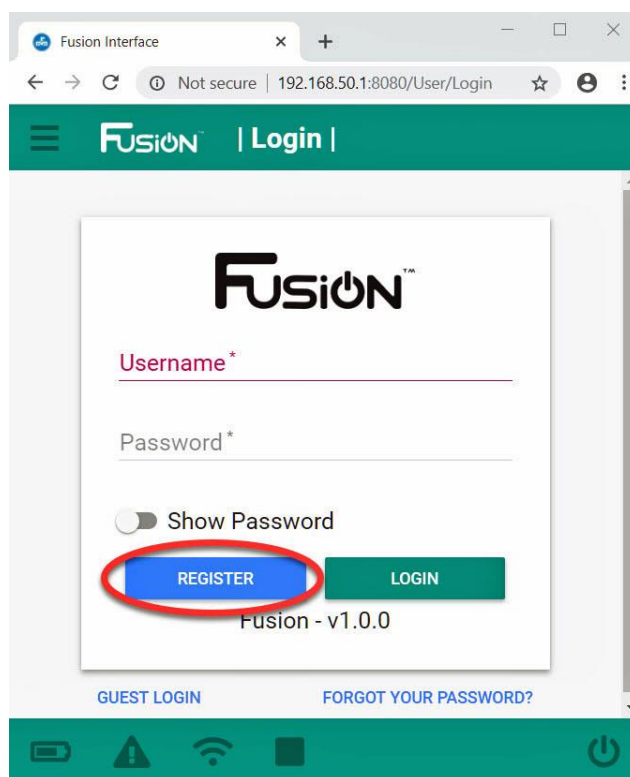 Fusion Interface
Not secure | 192.168.50.1:8080/User/Login
FUSiON | Login |
FUSiON™
Username *
Password *
Show Password
REGISTER LOGIN
Fusion - v1.0.0
GUEST LOGIN FORGOT YOUR PASSWORD?